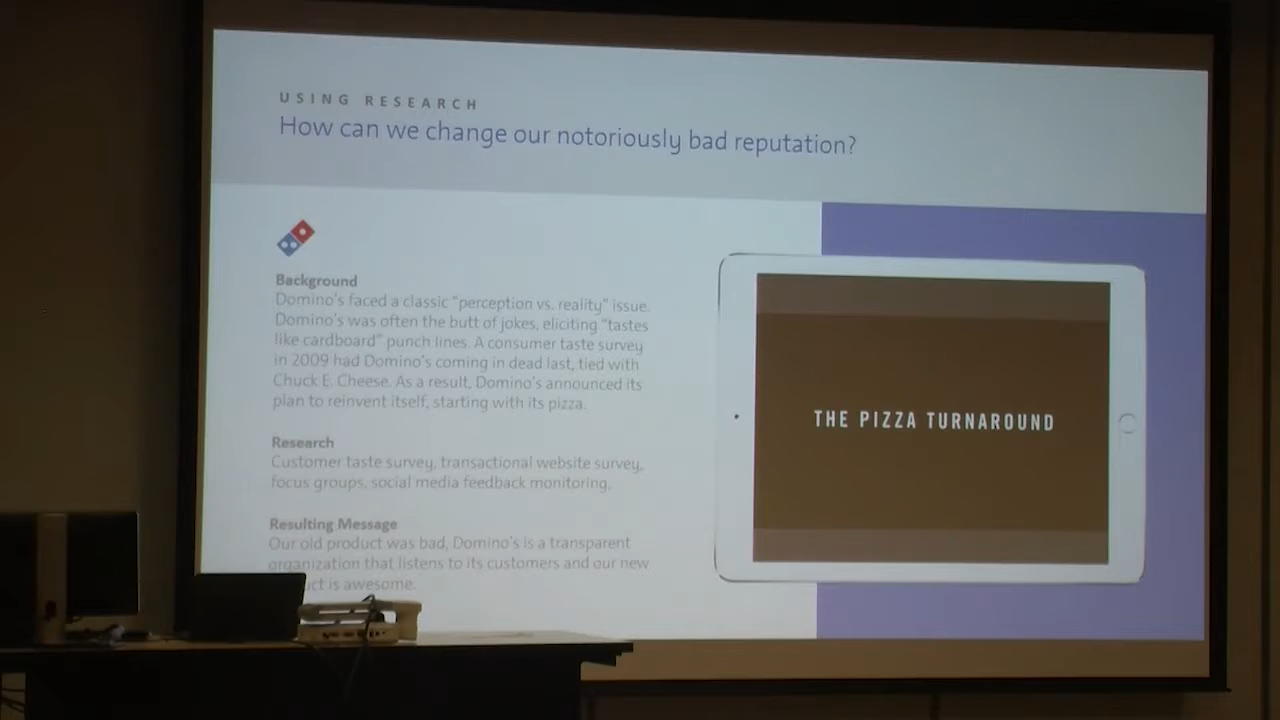 USING RESEARCH
How can we change our notoriously bad reputation?
Background
Domino's faced a classic "perception vs. reality" issue.
Domino's was often the butt of jokes, eliciting "tastes
like cardboard" punch lines. A consumer taste survey
in 2009 had Domino's coming in dead last, tied with
Chuck E. Cheese. As a result, Domino's announced its
plan to reinvent itself, starting with its pizza.
Research
Customer taste survey, transactional website survey,
focus groups, social media feedback monitoring.
Resulting Message
Our old product was bad, Domino's is a transparent
organization that listens to its customers and our new
is awesome.
THE PIZZA TURNAROUND